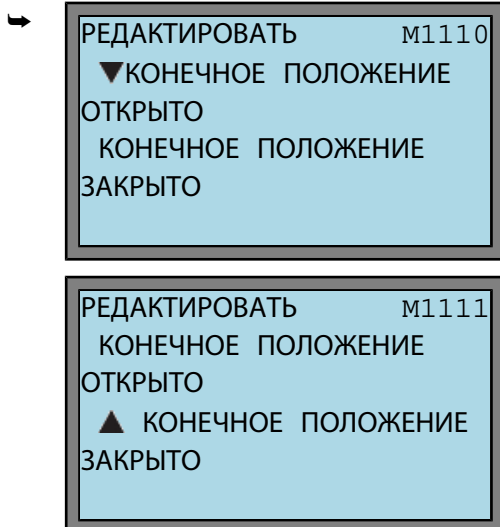 РЕДАКТИРОВАТЬ M1110
▼КОНЕЧНОЕ ПОЛОЖЕНИЕ
ОТКРЫТО
КОНЕЧНОЕ ПОЛОЖЕНИЕ
ЗАКРЫТО
РЕДАКТИРОВАТЬ M1111
КОНЕЧНОЕ ПОЛОЖЕНИЕ
ОТКРЫТО
▲ КОНЕЧНОЕ ПОЛОЖЕНИЕ
ЗАКРЫТО